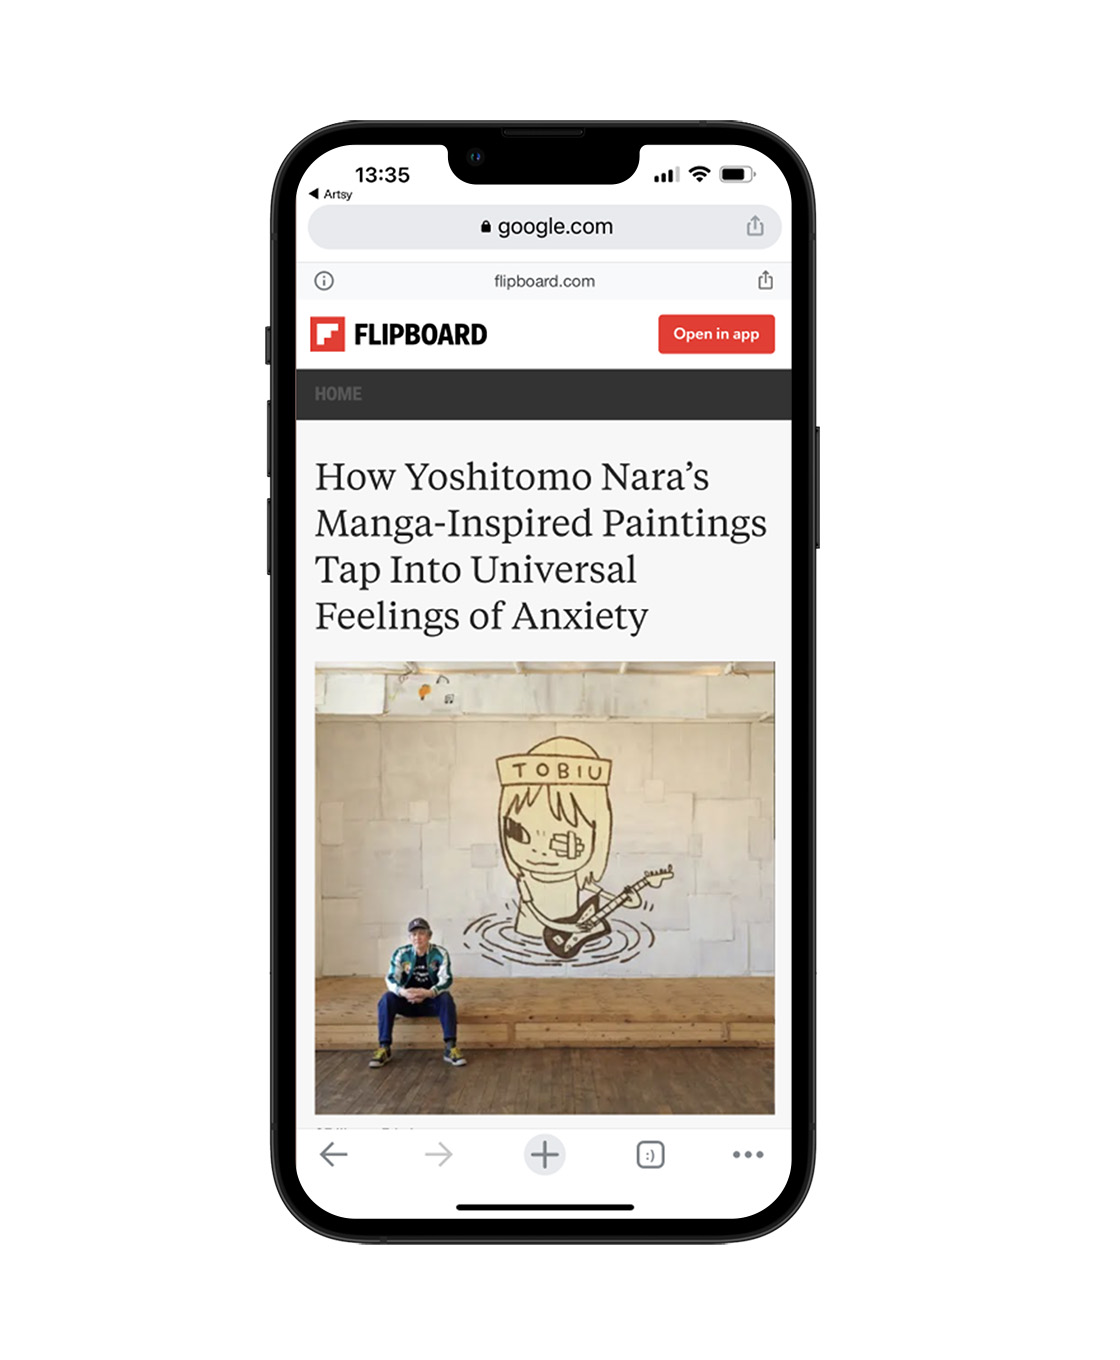 13:35
◀ Artsy
google.com
flipboard.com
FLIPBOARD
Open in app
HOME
How Yoshitomo Nara’s
Manga-Inspired Paintings
Tap Into Universal
Feelings of Anxiety
TOBIU
:)